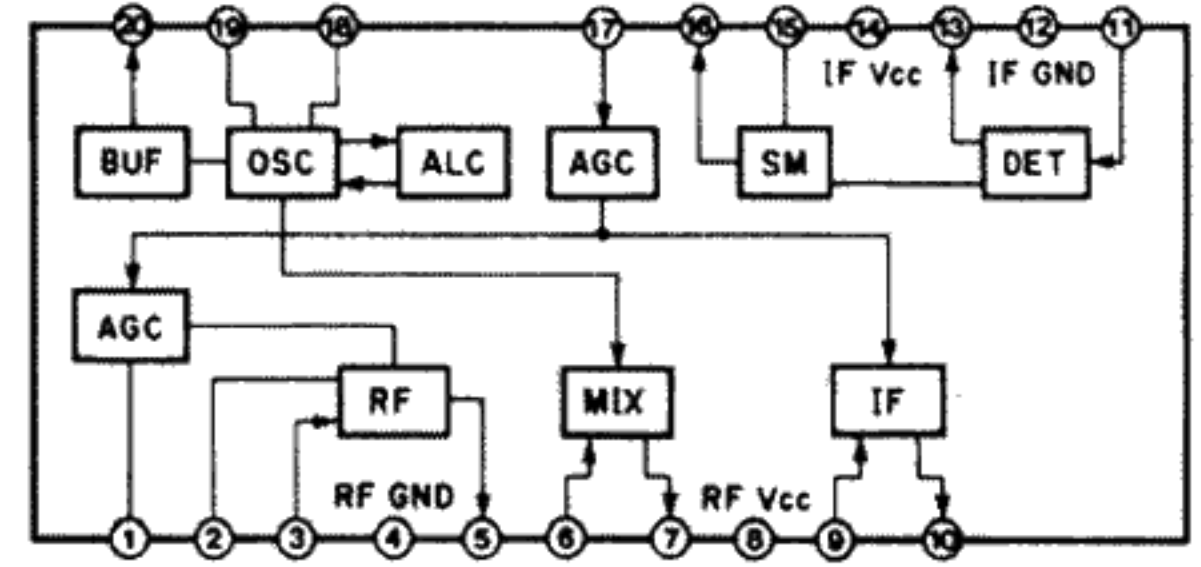 20 19 18 17 16 15 14 13 12 11
IF Vcc IF GND
BUF OSC ALC AGC SM DET
AGC
RF MIX IF
RF GND RF Vcc
1 2 3 4 5 6 7 8 9 10